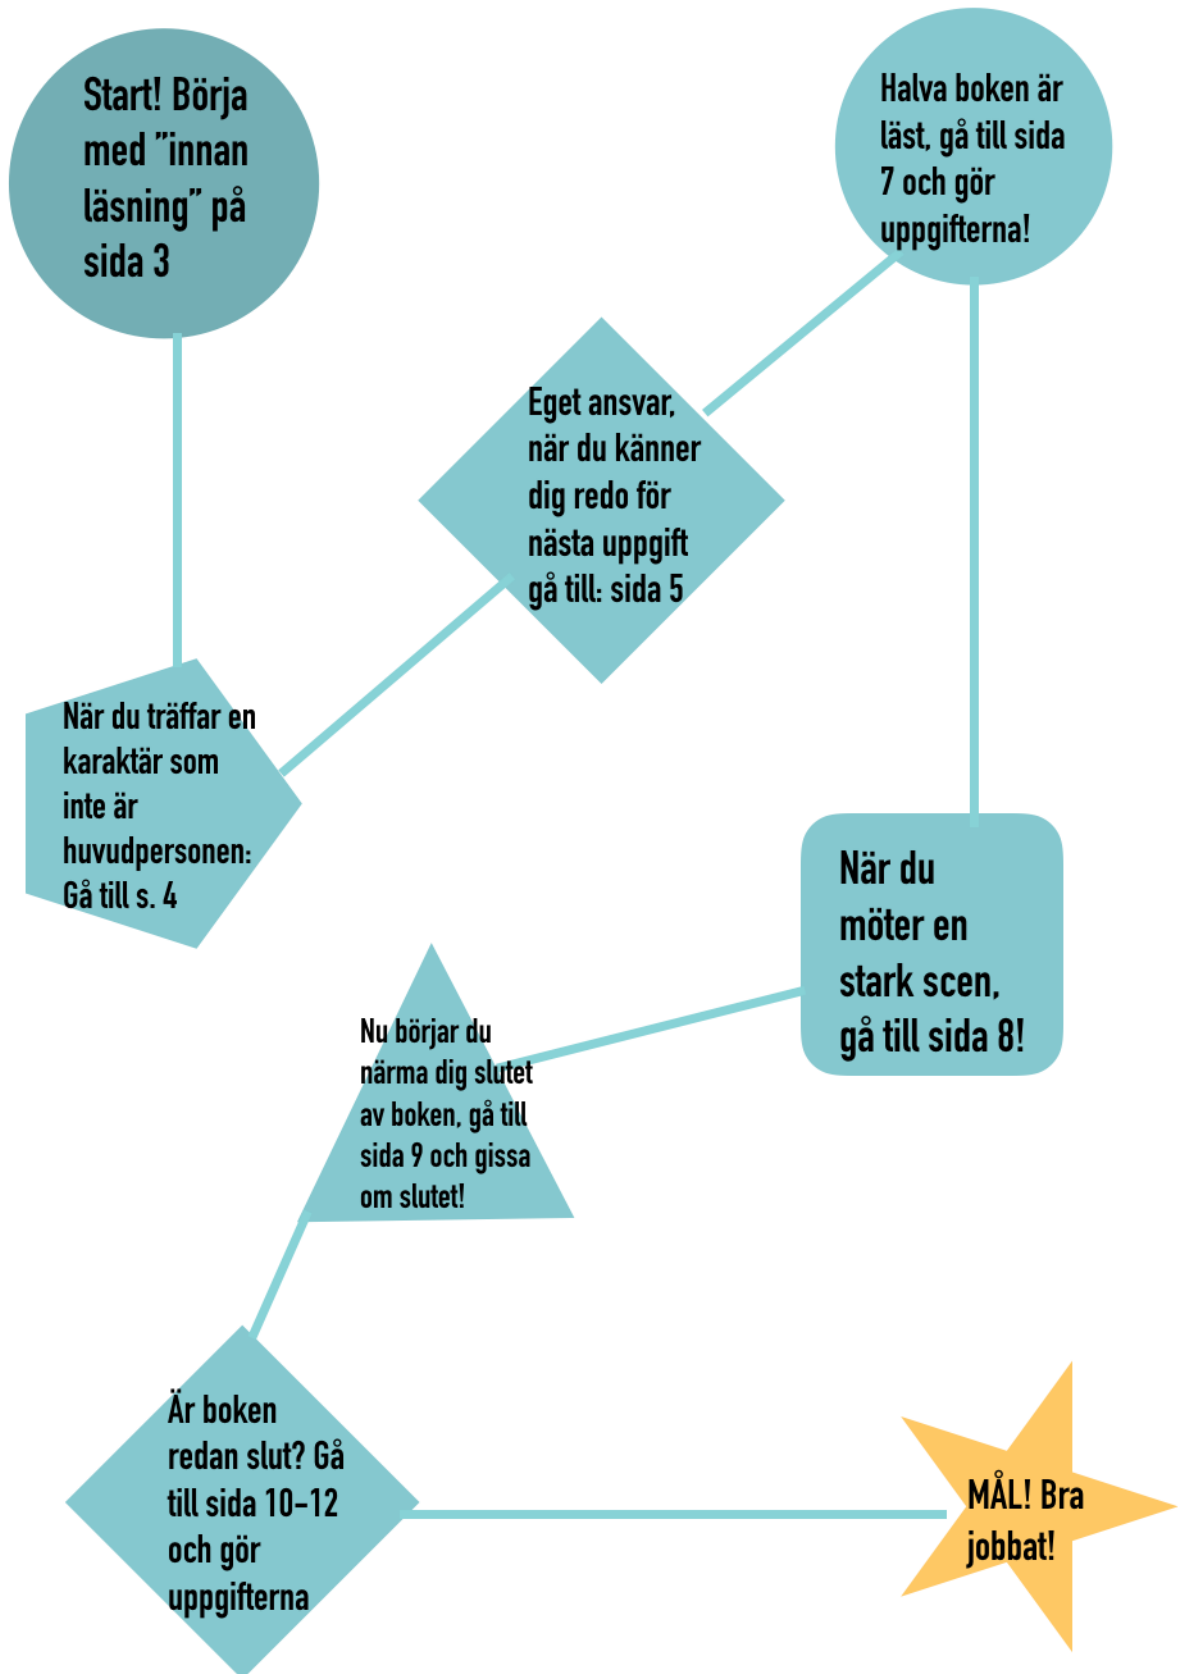 Start! Börja
med ”innan
läsning” på
sida 3
När du träffar en
karaktär som
inte är
huvudpersonen:
Gå till s. 4
Eget ansvar,
när du känner
dig redo för
nästa uppgift
gå till: sida 5
Halva boken är
läst, gå till sida
7 och gör
uppgifterna!
När du
möter en
stark scen,
gå till sida 8!
Nu börjar du
närma dig slutet
av boken, gå till
sida 9 och gissa
om slutet!
Är boken
redan slut? Gå
till sida 10-12
och gör
uppgifterna
MÅL! Bra
jobbat!